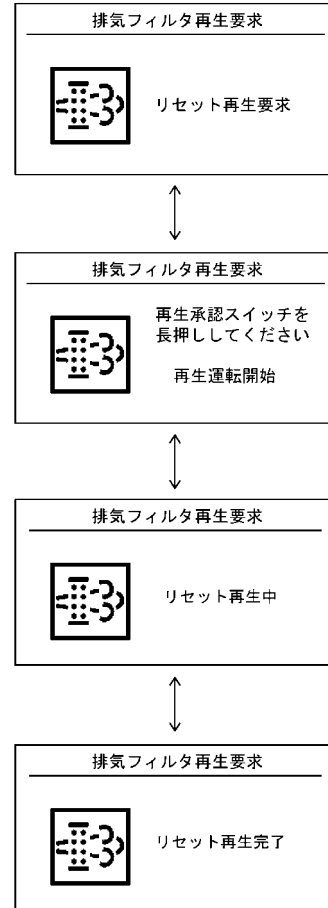 排気フィルタ再生要求
リセット再生要求
排気フィルタ再生要求
再生承認スイッチを
長押ししてください
再生運転開始
排気フィルタ再生要求
リセット再生中
排気フィルタ再生要求
リセット再生完了